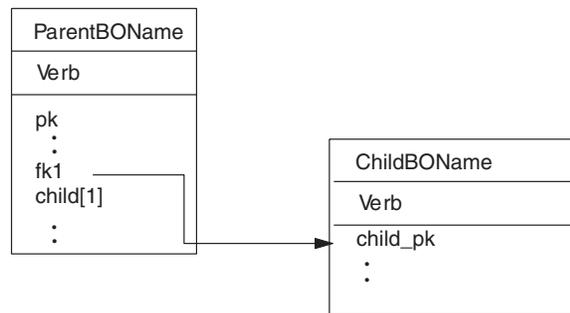 ParentBOName
Verb
pk
.
.
fk1
child[1]
.
.
ChildBOName
Verb
child_pk
.
.